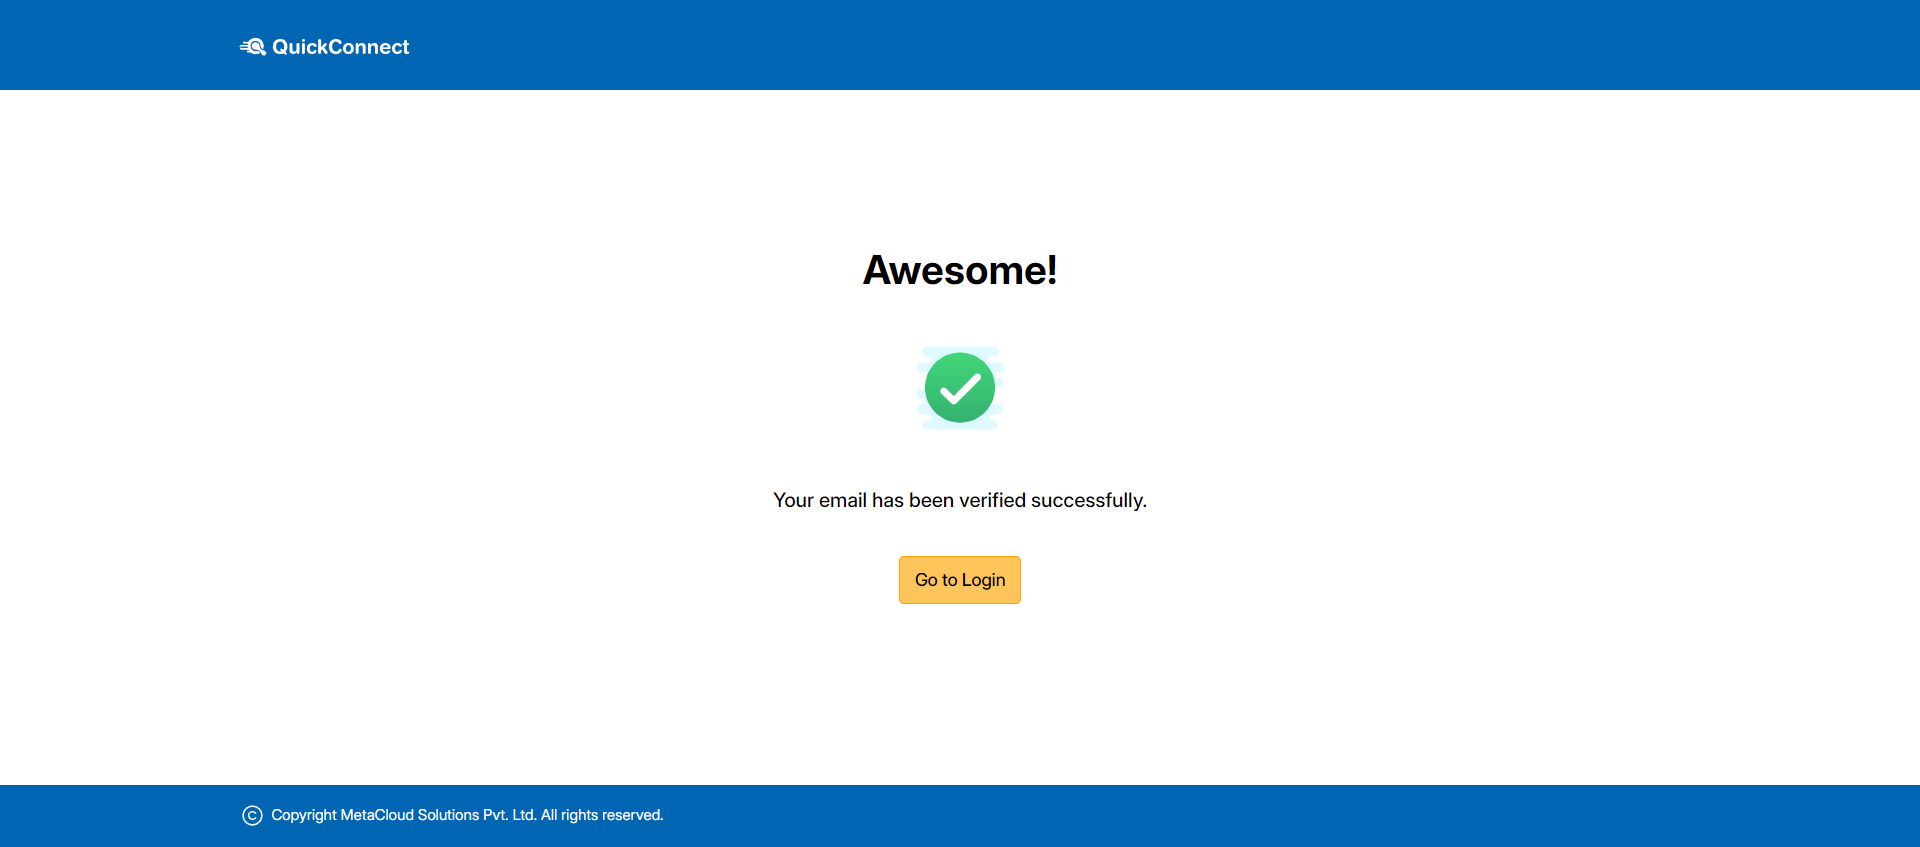 QuickConnect
Awesome!
Your email has been verified successfully.
Go to Login
© Copyright MetaCloud Solutions Pvt. Ltd. All rights reserved.